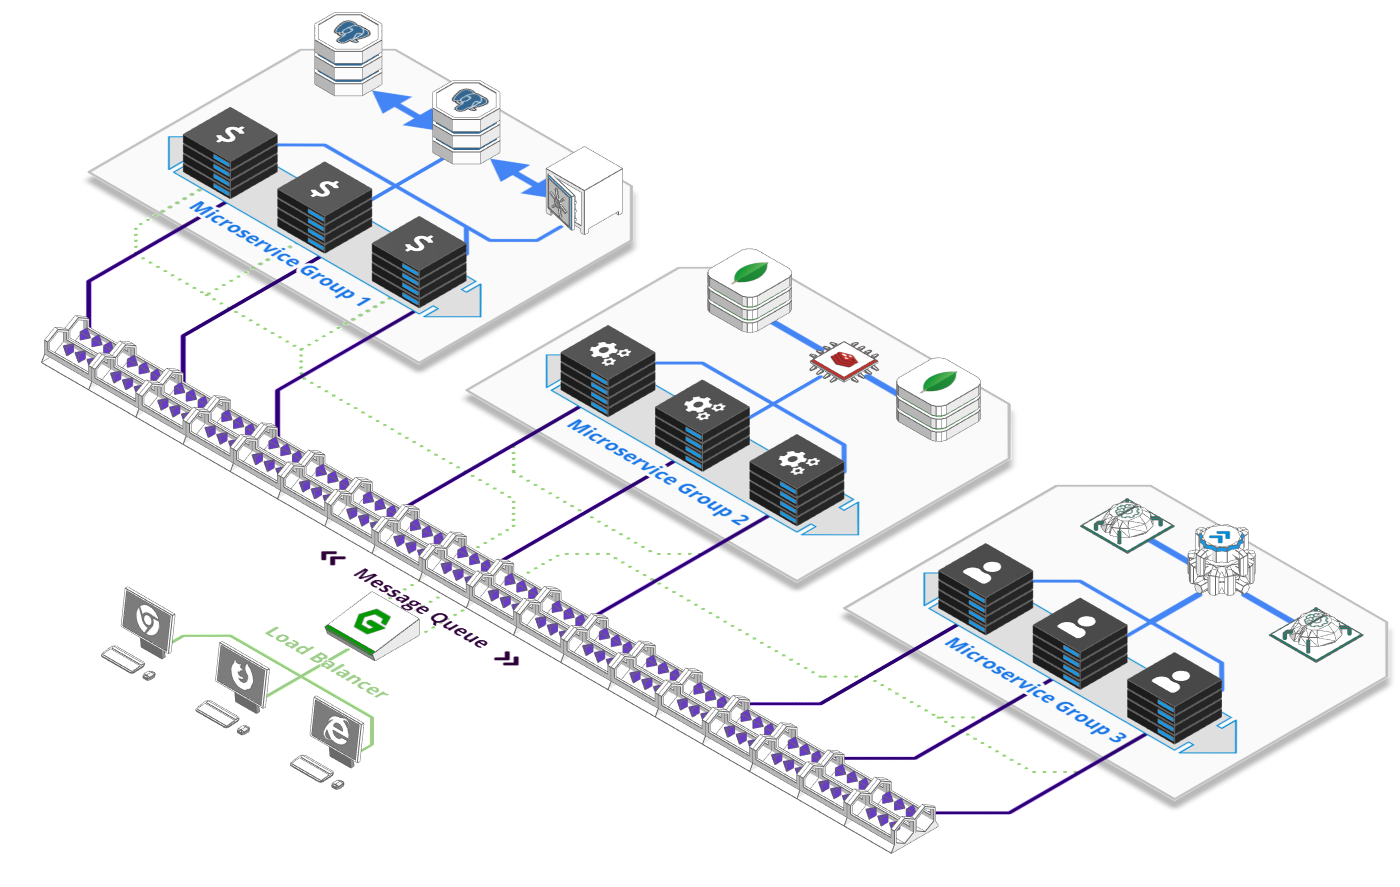 $
$
$
Microservice Group 1
Microservice Group 2
Message Queue
Load Balancer
Microservice Group 3